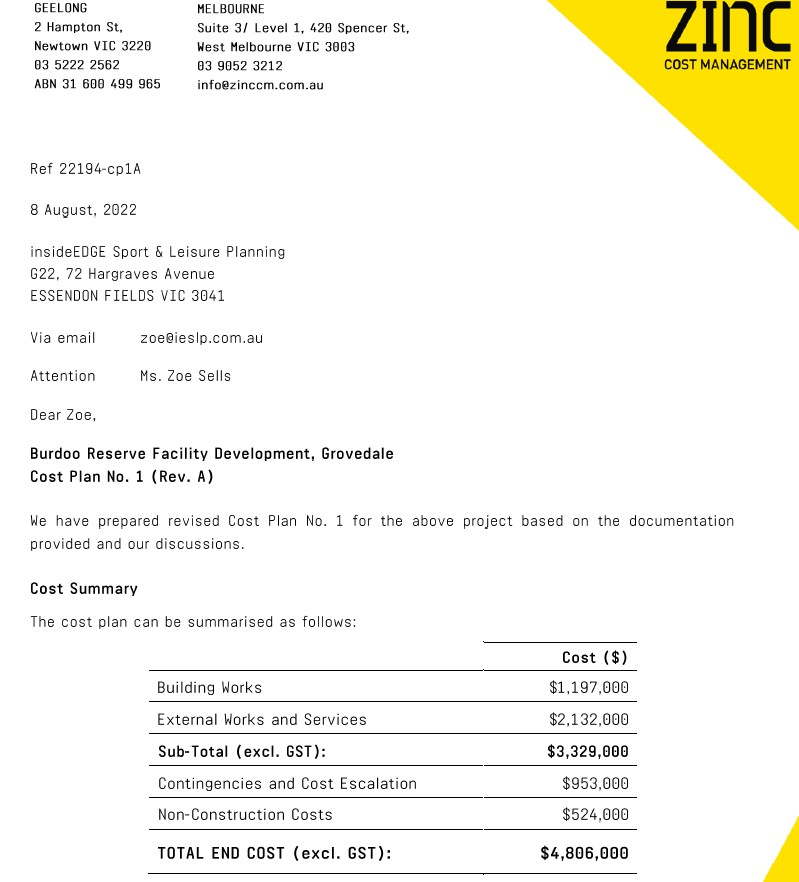 GEELONG
2 Hampton St,
Newtown VIC 3220
03 5222 2562
ABN 31 600 499 965
MELBOURNE
Suite 3/ Level 1, 420 Spencer St,
West Melbourne VIC 3003
03 9052 3212
info@zinccm.com.au
ZINC
COST MANAGEMENT
Ref 22194-cp1A
8 August, 2022
insideEDGE Sport & Leisure Planning
G22, 72 Hargraves Avenue
ESSENDON FIELDS VIC 3041
Via email zoe@ieslp.com.au
Attention Ms. Zoe Sells
Dear Zoe,
Burdoo Reserve Facility Development, Grovedale
Cost Plan No. 1 (Rev. A)
We have prepared revised Cost Plan No. 1 for the above project based on the documentation
provided and our discussions.
Cost Summary
The cost plan can be summarised as follows:
Cost ($)
Building Works $1,197,000
External Works and Services $2,132,000
Sub-Total (excl. GST): $3,329,000
Contingencies and Cost Escalation $953,000
Non-Construction Costs $524,000
TOTAL END COST (excl. GST): $4,806,000